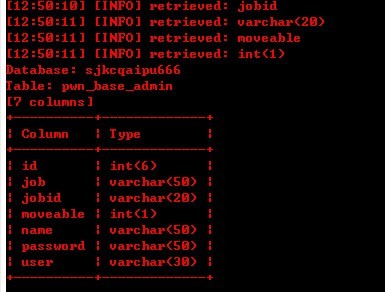 [12:50:10] [INFO] retrieved: jobid
[12:50:11] [INFO] retrieved: varchar(20)
[12:50:11] [INFO] retrieved: moveable
[12:50:11] [INFO] retrieved: int(1)
Database: sjkcqaipu666
Table: pwn_base_admin
[7 columns]
+----------+-------------+
| Column | Type |
+----------+-------------+
| id | int(6) |
| job | varchar(50) |
| jobid | varchar(20) |
| moveable | int(1) |
| name | varchar(50) |
| password | varchar(50) |
| user | varchar(30) |
+----------+-------------+